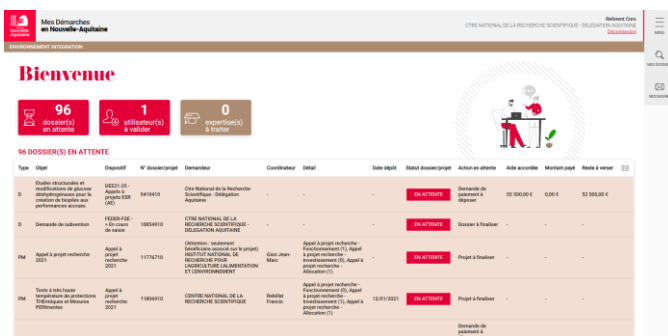 Nouvelle-Aquitaine
Mes Démarches
en Nouvelle-Aquitaine
Referent Cnrs
CTRE NATIONAL DE LA RECHERCHE SCIENTIFIQUE - DELEGATION AQUITAINE
Déconnexion
MENU
ENVIRONNEMENT INTEGRATION
MES DOSSIERS
MESSAGERIE
Bienvenue
96
dossier(s)
en attente
1
utilisateur(s)
à valider
0
expertise(s)
à traiter
96 DOSSIER(S) EN ATTENTE
Type Objet Dispositif N° dossier/projet Demandeur Coordinateur Détail Date dépôt Statut dossier/projet Action en attente Aide accordée Montant payé Reste à verser
D
Etudes structurales et
modifications de glucose
déshydrogénases pour la
création de biopiles aux
performances accrues
DEE21-25 -
Appels à
projets ESR
(AE)
5419410
Ctre National de la Recherche
Scientifique - Délégation
Aquitaine
-
-
-
EN ATTENTE
Demande de
paiement à
déposer
55 500,00 €
0,00 €
52 500,00 €
D
Demande de subvention
FEDER-FSE -
> En cours
de saisie
10854910
CTRE NATIONAL DE LA
RECHERCHE SCIENTIFIQUE -
DELEGATION AQUITAINE
-
-
-
EN ATTENTE
Dossier à finaliser
-
-
-
PM
Appel à projet recherche
2021
Appel à
projet
recherche
2021
11776710
(Attention : seulement
bénéficiaire associé sur le projet)
INSTITUT NATIONAL DE
RECHERCHE POUR
L'AGRICULTURE L'ALIMENTATION
ET L'ENVIRONNEMENT
Gion Jean-
Marc
Appel à projet recherche -
Fonctionnement (1), Appel
à projet recherche -
Investissement (0), Appel à
projet recherche -
Allocation (1)
-
EN ATTENTE
Projet à finaliser
-
-
-
PM
Tests à très haute
température de protections
THErmiques et Mesures
PERtinentes
Appel à
projet
recherche
2021
11806910
CENTRE NATIONAL DE LA
RECHERCHE SCIENTIFIQUE
Rebillat
Francis
Appel à projet recherche -
Fonctionnement (0), Appel
à projet recherche -
Investissement (1), Appel à
projet recherche -
Allocation (1)
12/01/2021
EN ATTENTE
Projet à finaliser
-
-
-
Demande de
paiement à